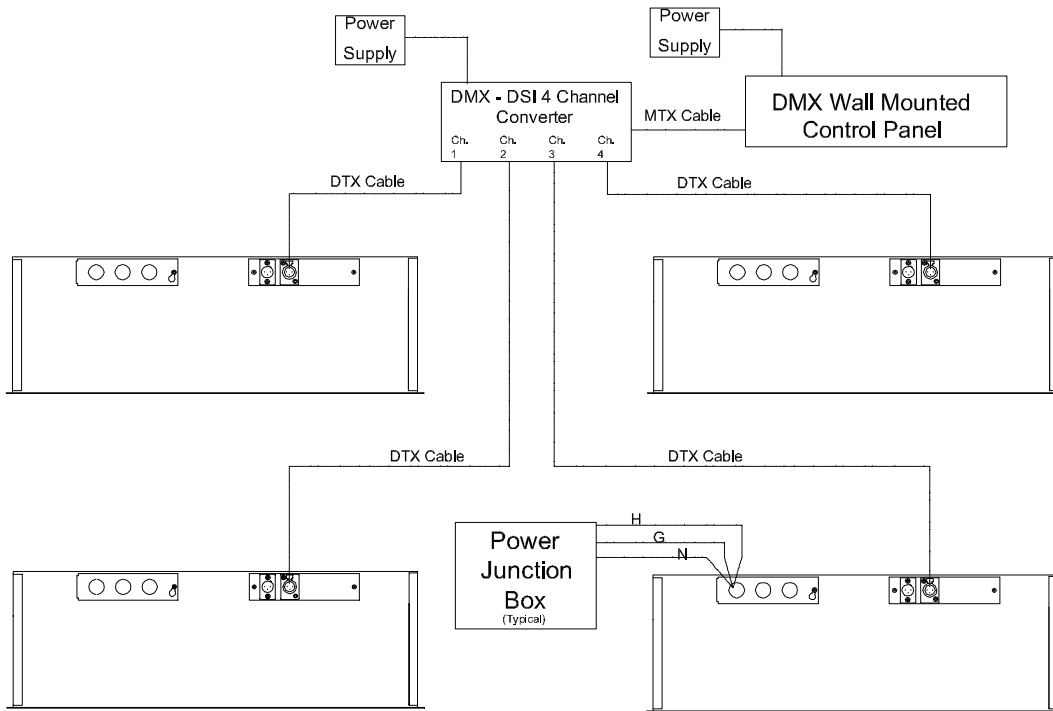 Power
Supply
Power
Supply
DMX - DSI 4 Channel
Converter
Ch. Ch. Ch. Ch.
1 2 3 4
MTX Cable
DMX Wall Mounted
Control Panel
DTX Cable
DTX Cable
DTX Cable
DTX Cable
H
G
N
Power
Junction
Box
(Typical)